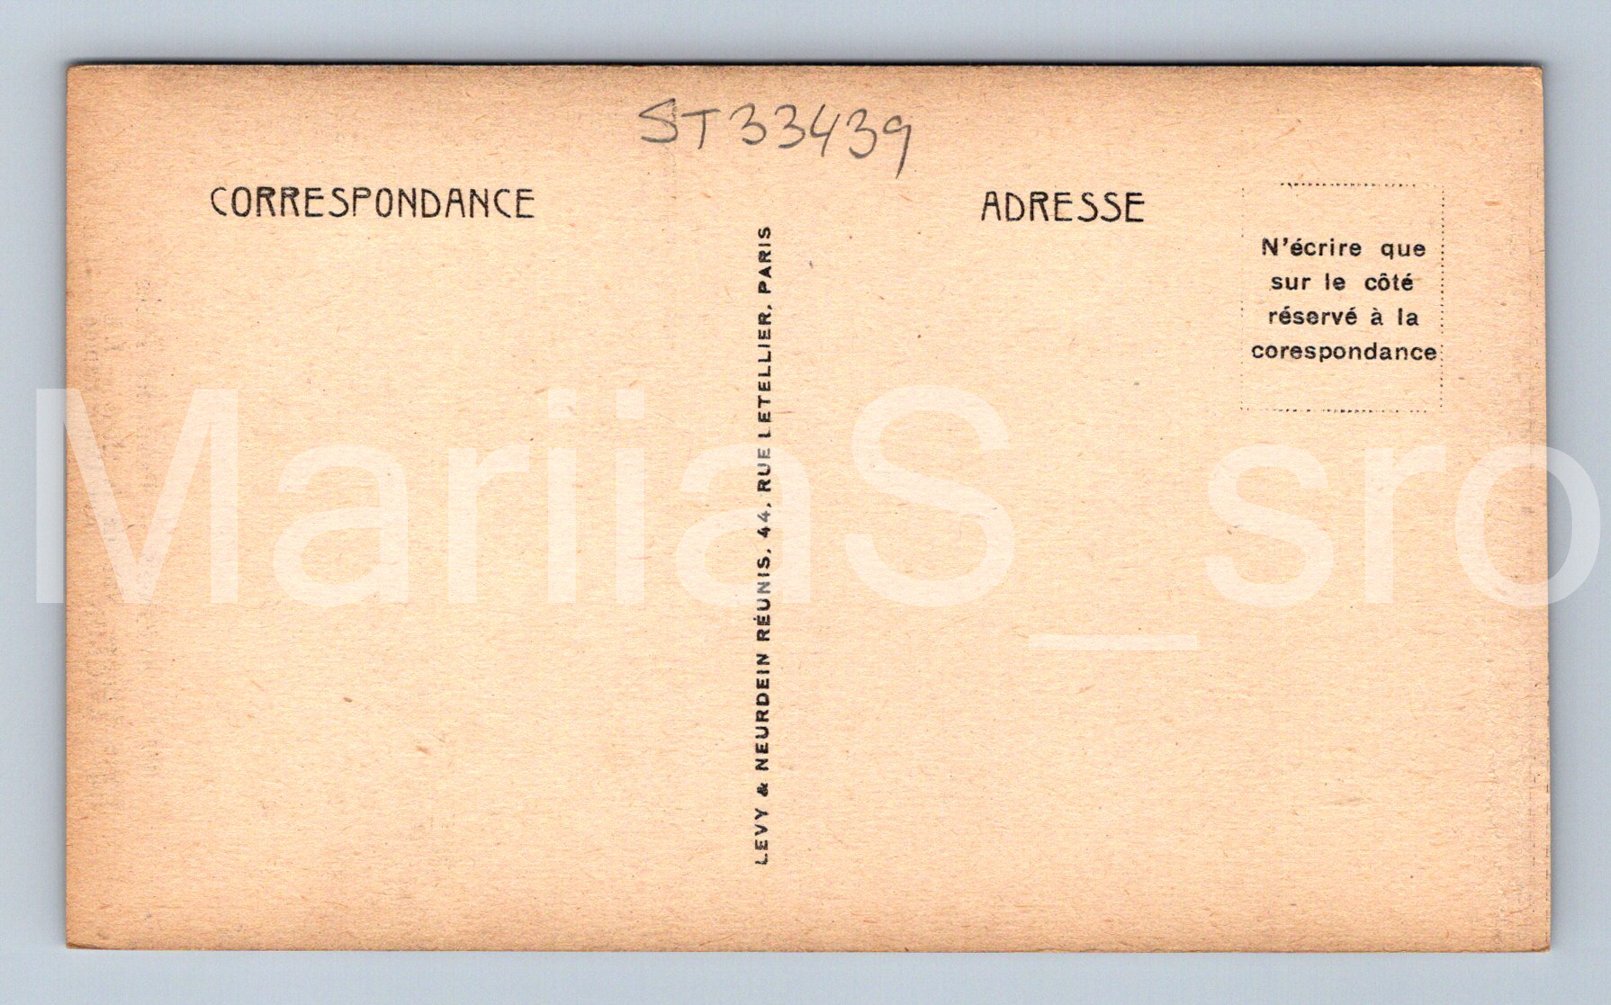 ST33439
CORRESPONDANCE
ADRESSE
N'écrire que
sur le côté
réservé à la
corespondance
LEVY & NEURDEIN RÉUNIS, 44, RUE LETELLIER, PARIS
MariiaS_sro